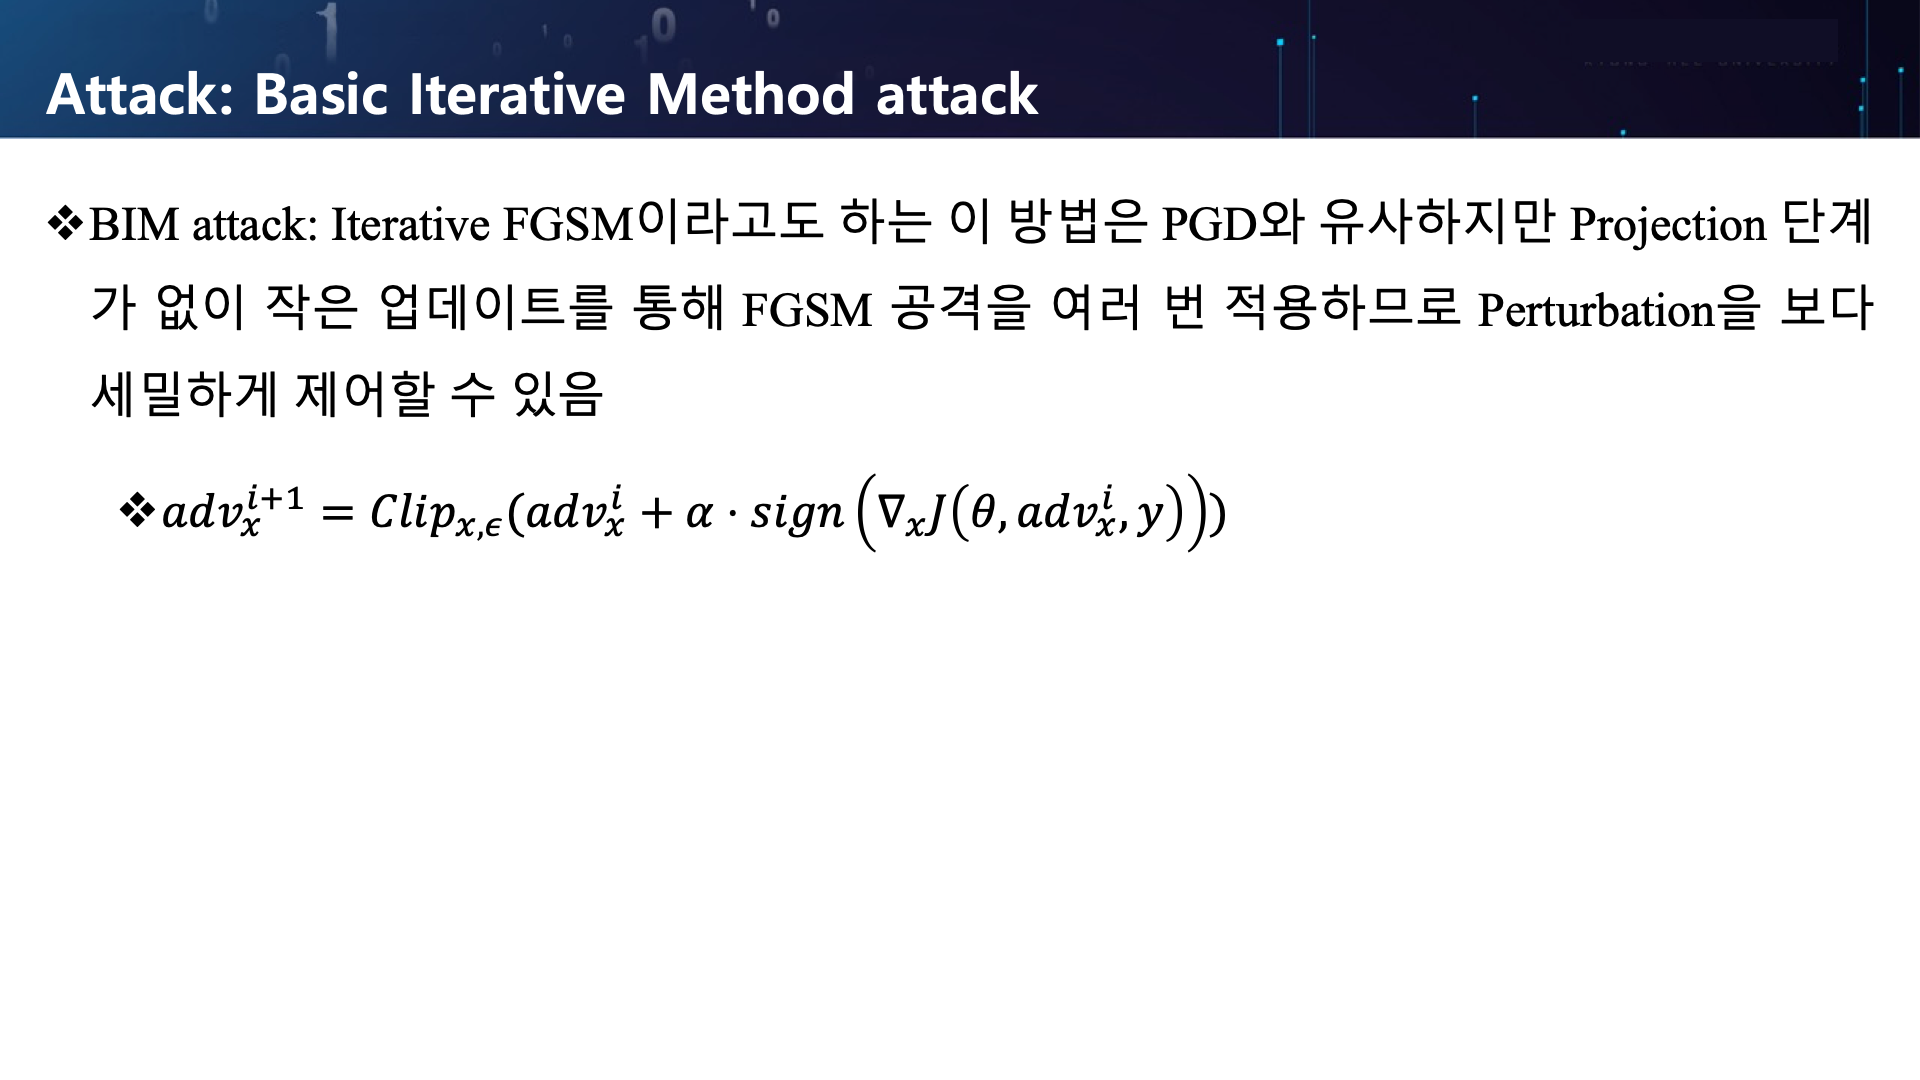 Attack: Basic Iterative Method attack
❖BIM attack: Iterative FGSM이라고도 하는 이 방법은 PGD와 유사하지만 Projection 단계
가 없이 작은 업데이트를 통해 FGSM 공격을 여러 번 적용하므로 Perturbation을 보다
세밀하게 제어할 수 있음
❖$adv_x^{i+1} = Clip_{x,\epsilon}(adv_x^i + \alpha \cdot sign(\nabla_x J(\theta, adv_x^i, y)))$